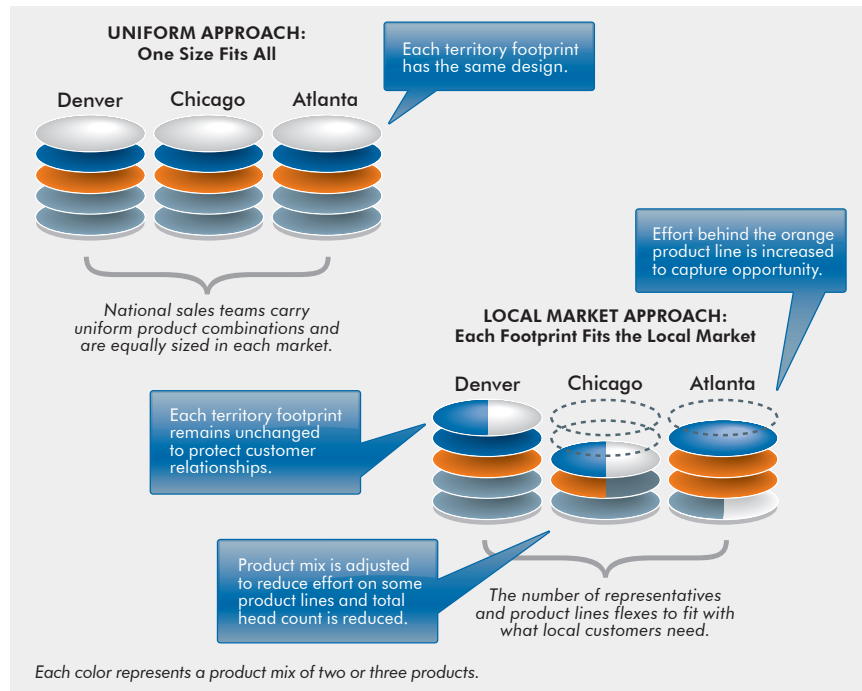 UNIFORM APPROACH:
One Size Fits All
Each territory footprint
has the same design.
Denver
Chicago
Atlanta
National sales teams carry
uniform product combinations and
are equally sized in each market.
Effort behind the orange
product line is increased
to capture opportunity.
LOCAL MARKET APPROACH:
Each Footprint Fits the Local Market
Denver
Chicago
Atlanta
Each territory footprint
remains unchanged
to protect customer
relationships.
Product mix is adjusted
to reduce effort on some
product lines and total
head count is reduced.
The number of representatives
and product lines flexes to fit with
what local customers need.
Each color represents a product mix of two or three products.